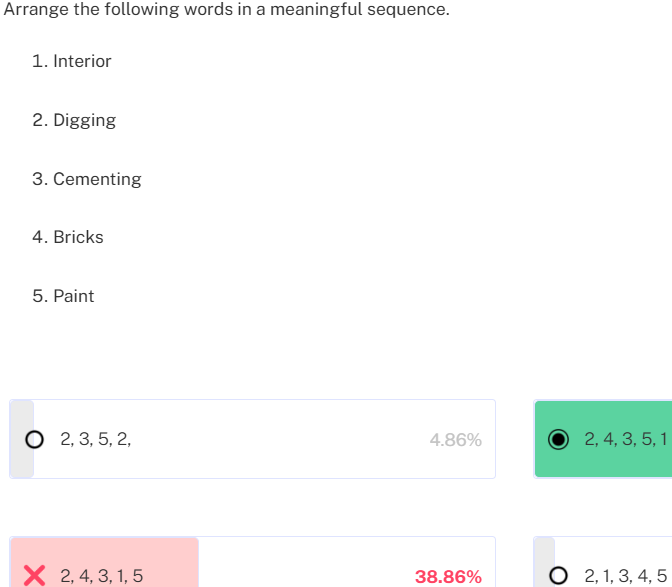 Arrange the following words in a meaningful sequence.
1. Interior
2. Digging
3. Cementing
4. Bricks
5. Paint
2, 3, 5, 2, 4.86%
2, 4, 3, 5, 1
2, 4, 3, 1, 5 38.86%
2, 1, 3, 4, 5